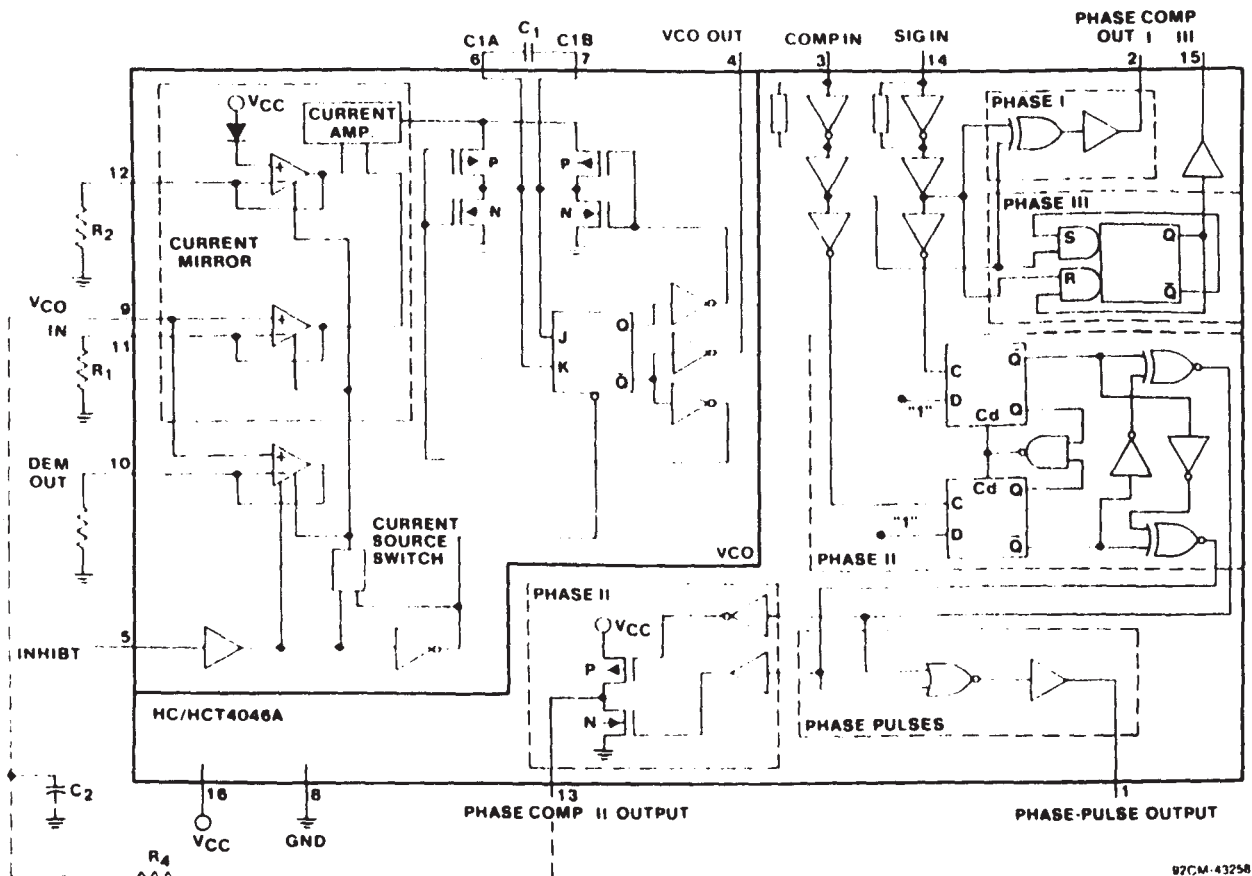 PHASE COMP
OUT I III
C1
C1A C1B VCO OUT COMP IN SIG IN
6 7 4 3 14 2 15
VCC
CURRENT
AMP.
PHASE I
P P
12
N N
R2
CURRENT
MIRROR
PHASE III
S Q
R Q̄
VCO 9
IN
11
R1
J O
K Q̄
C Q̄
"1" D Q
Cd
DEM 10
OUT
Cd Q
C
"1" D Q̄
CURRENT
SOURCE
SWITCH
VCO
PHASE II
PHASE II
VCC
5
INHIBT
P
N
PHASE PULSES
HC/HCT4046A
C2
16 8 13 1
VCC GND
PHASE COMP II OUTPUT
PHASE-PULSE OUTPUT
R4
92CM-43258